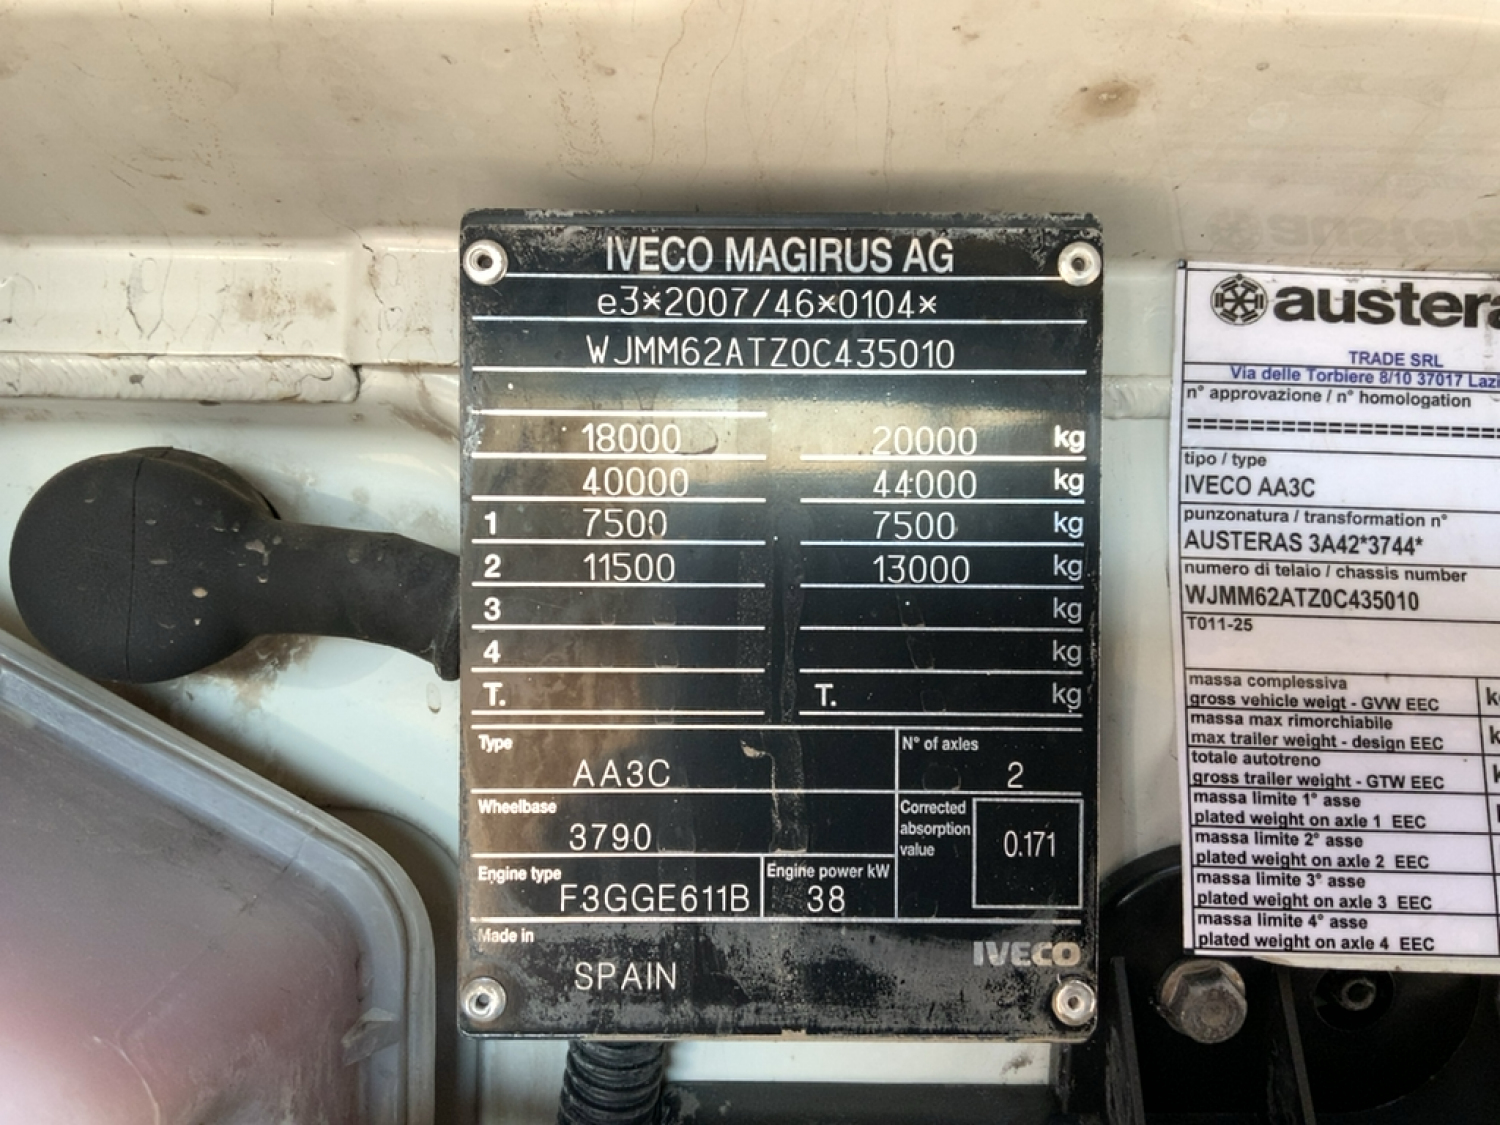 IVECO MAGIRUS AG
e3*2007/46*0104*
WJMM62ATZ0C435010
18000 20000 kg
40000 44000 kg
1 7500 7500 kg
2 11500 13000 kg
3 kg
4 kg
T. T. kg
Type N° of axles
AA3C 2
Wheelbase Corrected absorption value
3790 0.171
Engine type Engine power kW
F3GGE611B 38
Made in IVECO
SPAIN
austeras
TRADE SRL
Via delle Torbiere 8/10 37017 Lazi
n° approvazione / n° homologation
======================
tipo / type
IVECO AA3C
punzonatura / transformation n°
AUSTERAS 3A42*3744*
numero di telaio / chassis number
WJMM62ATZ0C435010
T011-25
massa complessiva
gross vehicle weigt - GVW EEC
massa max rimorchiabile
max trailer weight - design EEC
totale autotreno
gross trailer weight - GTW EEC
massa limite 1° asse
plated weight on axle 1 EEC
massa limite 2° asse
plated weight on axle 2 EEC
massa limite 3° asse
plated weight on axle 3 EEC
massa limite 4° asse
plated weight on axle 4 EEC